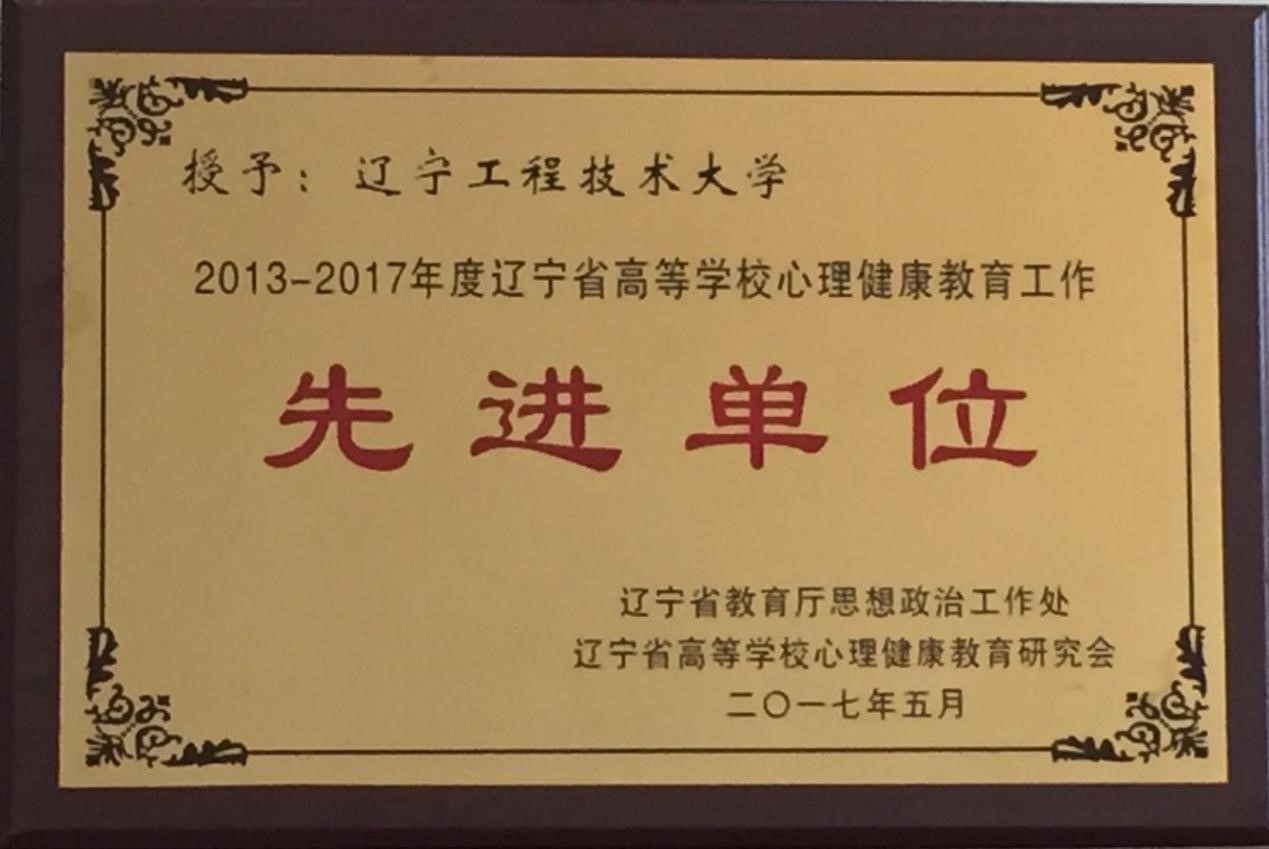 授予：辽宁工程技术大学
2013-2017年度辽宁省高等学校心理健康教育工作
先进单位
辽宁省教育厅思想政治工作处
辽宁省高等学校心理健康教育研究会
二〇一七年五月